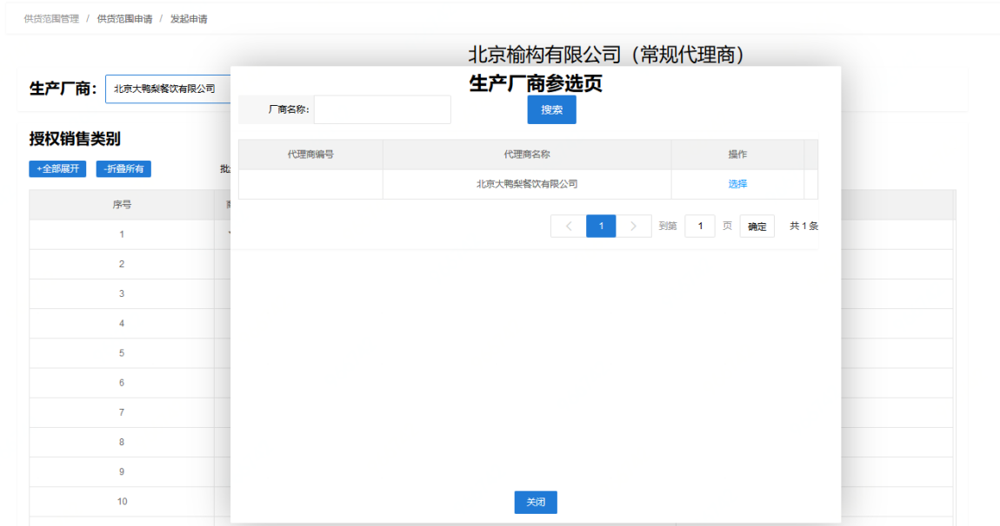 供货范围管理 / 供货范围申请 / 发起申请
北京榆构有限公司（常规代理商）
生产厂商： 北京大鸭梨餐饮有限公司
生产厂商参选页
厂商名称： 搜索
授权销售类别
+全部展开 -折叠所有
代理商编号 代理商名称 操作
北京大鸭梨餐饮有限公司 选择
序号
< 1 > 到第 1 页 确定 共 1 条
1
2
3
4
5
6
7
8
9
10
关闭